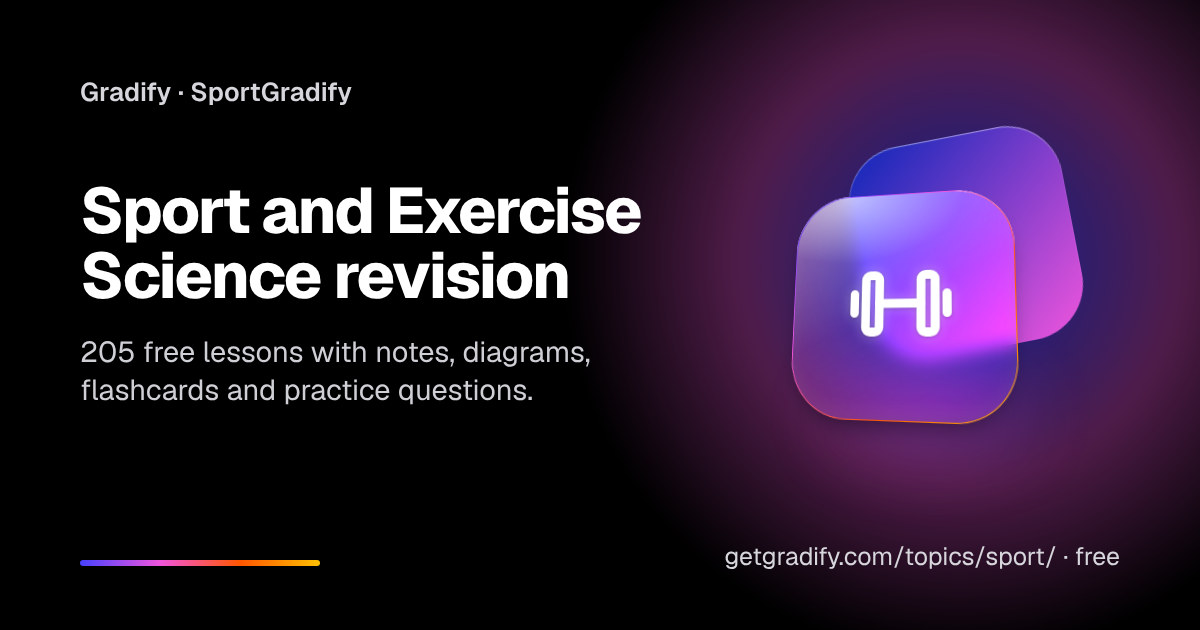 Gradify · SportGradify
Sport and Exercise
Science revision
205 free lessons with notes, diagrams,
flashcards and practice questions.
getgradify.com/topics/sport/ · free